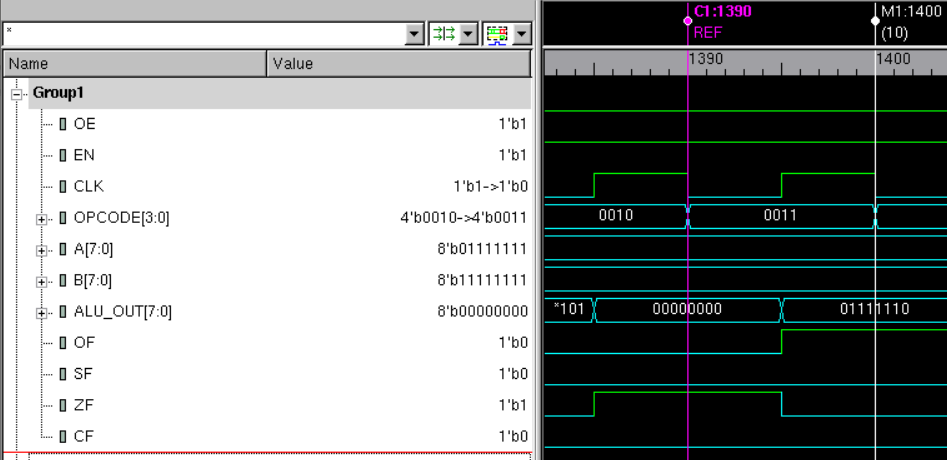 C1:1390 M1:1400
REF (10)
*
Name Value 1390 1400
Group1
OE 1'b1
EN 1'b1
CLK 1'b1->1'b0
OPCODE[3:0] 4'b0010->4'b0011 0010 0011
A[7:0] 8'b01111111
B[7:0] 8'b11111111
ALU_OUT[7:0] 8'b00000000 *101 00000000 01111110
OF 1'b0
SF 1'b0
ZF 1'b1
CF 1'b0